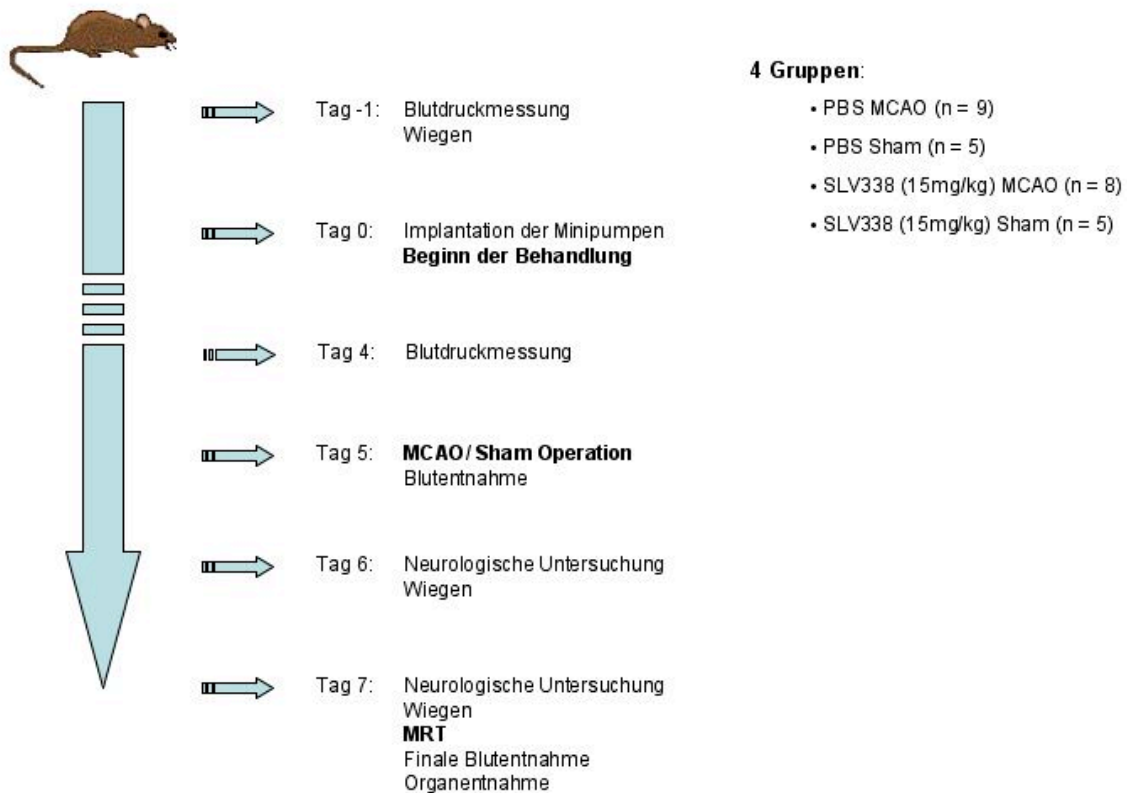 4 Gruppen:
• PBS MCAO (n = 9)
• PBS Sham (n = 5)
• SLV338 (15mg/kg) MCAO (n = 8)
• SLV338 (15mg/kg) Sham (n = 5)
Tag -1: Blutdruckmessung
Wiegen
Tag 0: Implantation der Minipumpen
Beginn der Behandlung
Tag 4: Blutdruckmessung
Tag 5: MCAO/ Sham Operation
Blutentnahme
Tag 6: Neurologische Untersuchung
Wiegen
Tag 7: Neurologische Untersuchung
Wiegen
MRT
Finale Blutentnahme
Organentnahme